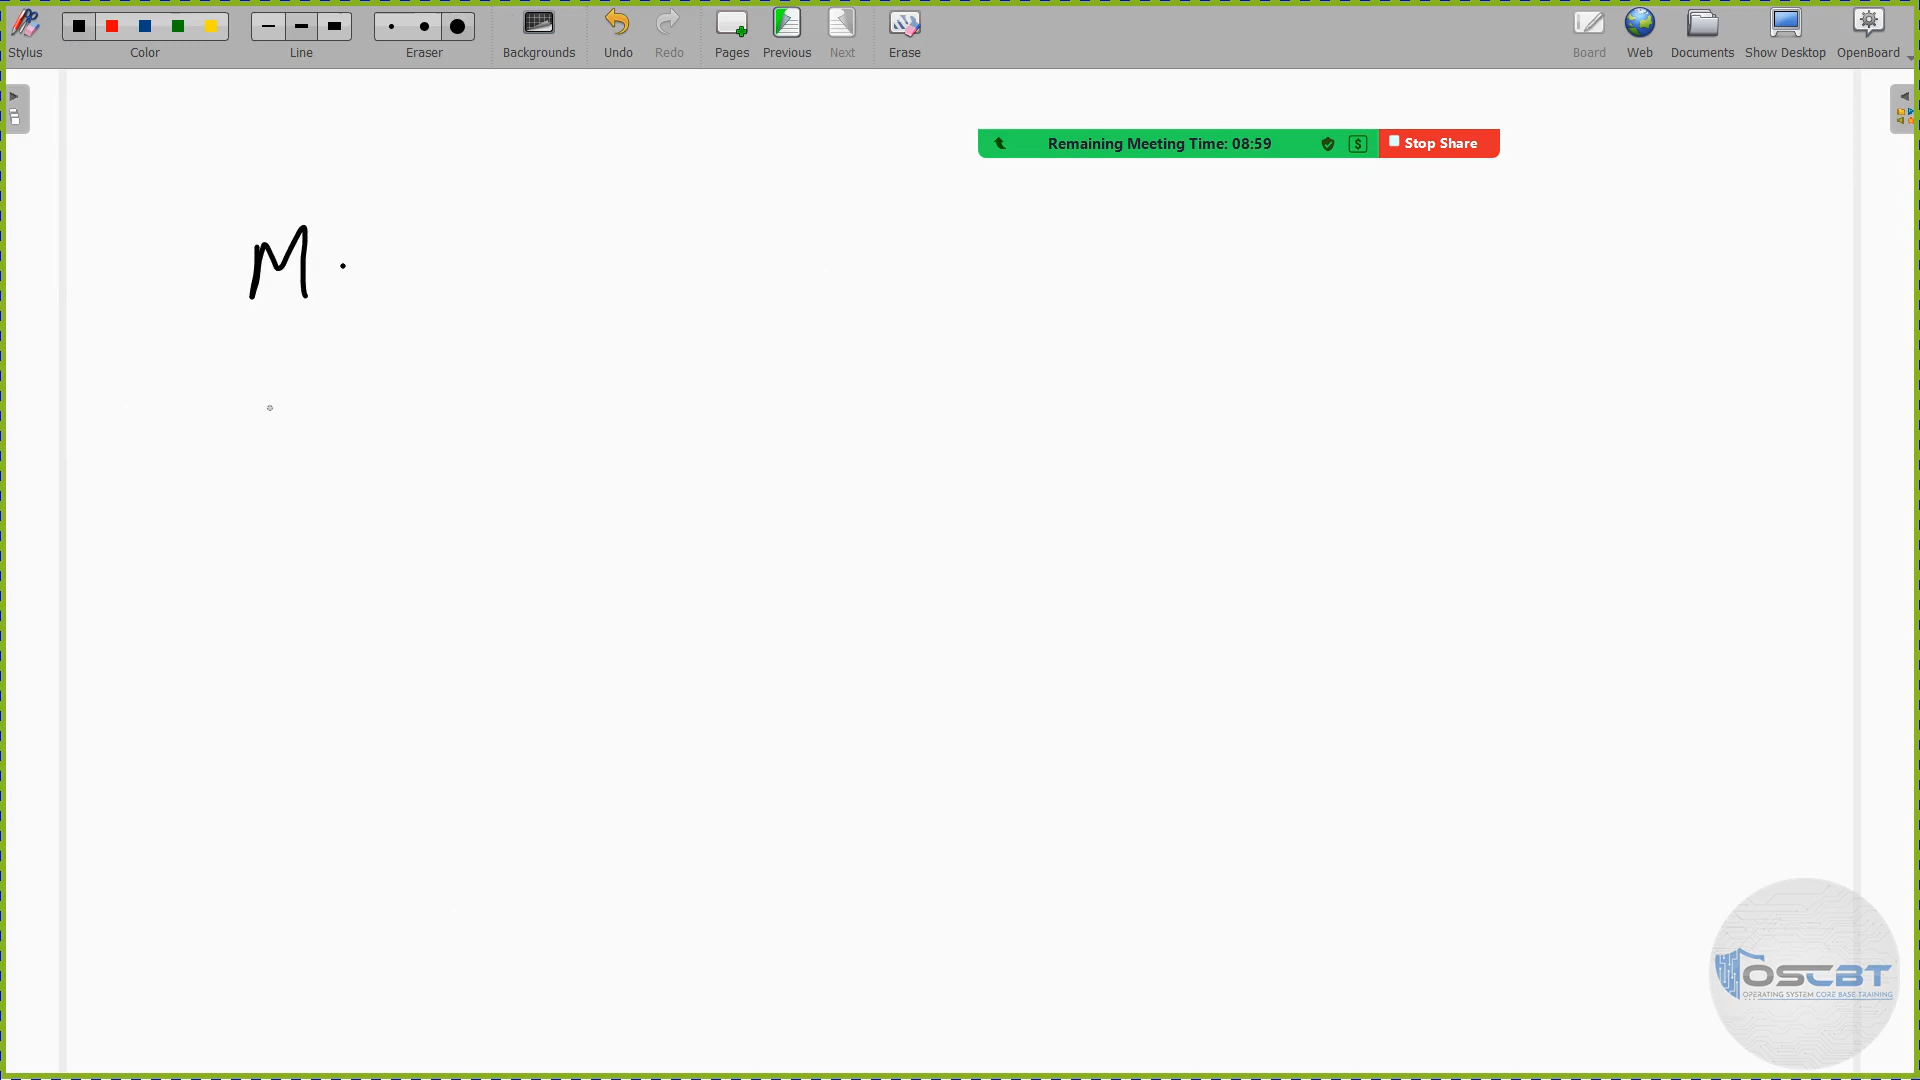 Stylus Color Line Eraser Backgrounds Undo Redo Pages Previous Next Erase Board Web Documents Show Desktop OpenBoard
Remaining Meeting Time: 08:59 $ Stop Share
M .
OSCBT
OPERATING SYSTEM CORE BASE TRAINING